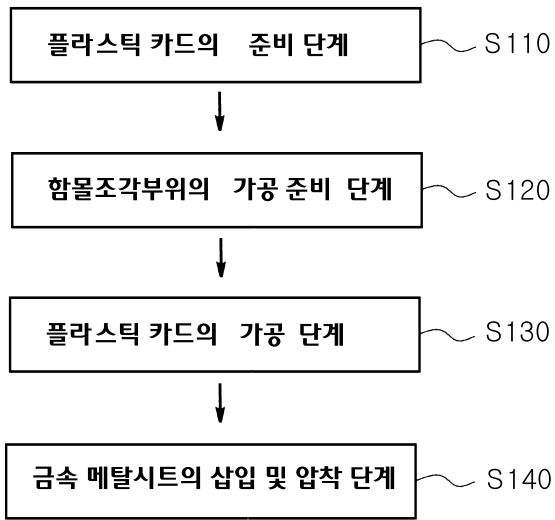 플라스틱 카드의 준비 단계 S110
함몰조각부위의 가공 준비 단계 S120
플라스틱 카드의 가공 단계 S130
금속 메탈시트의 삽입 및 압착 단계 S140